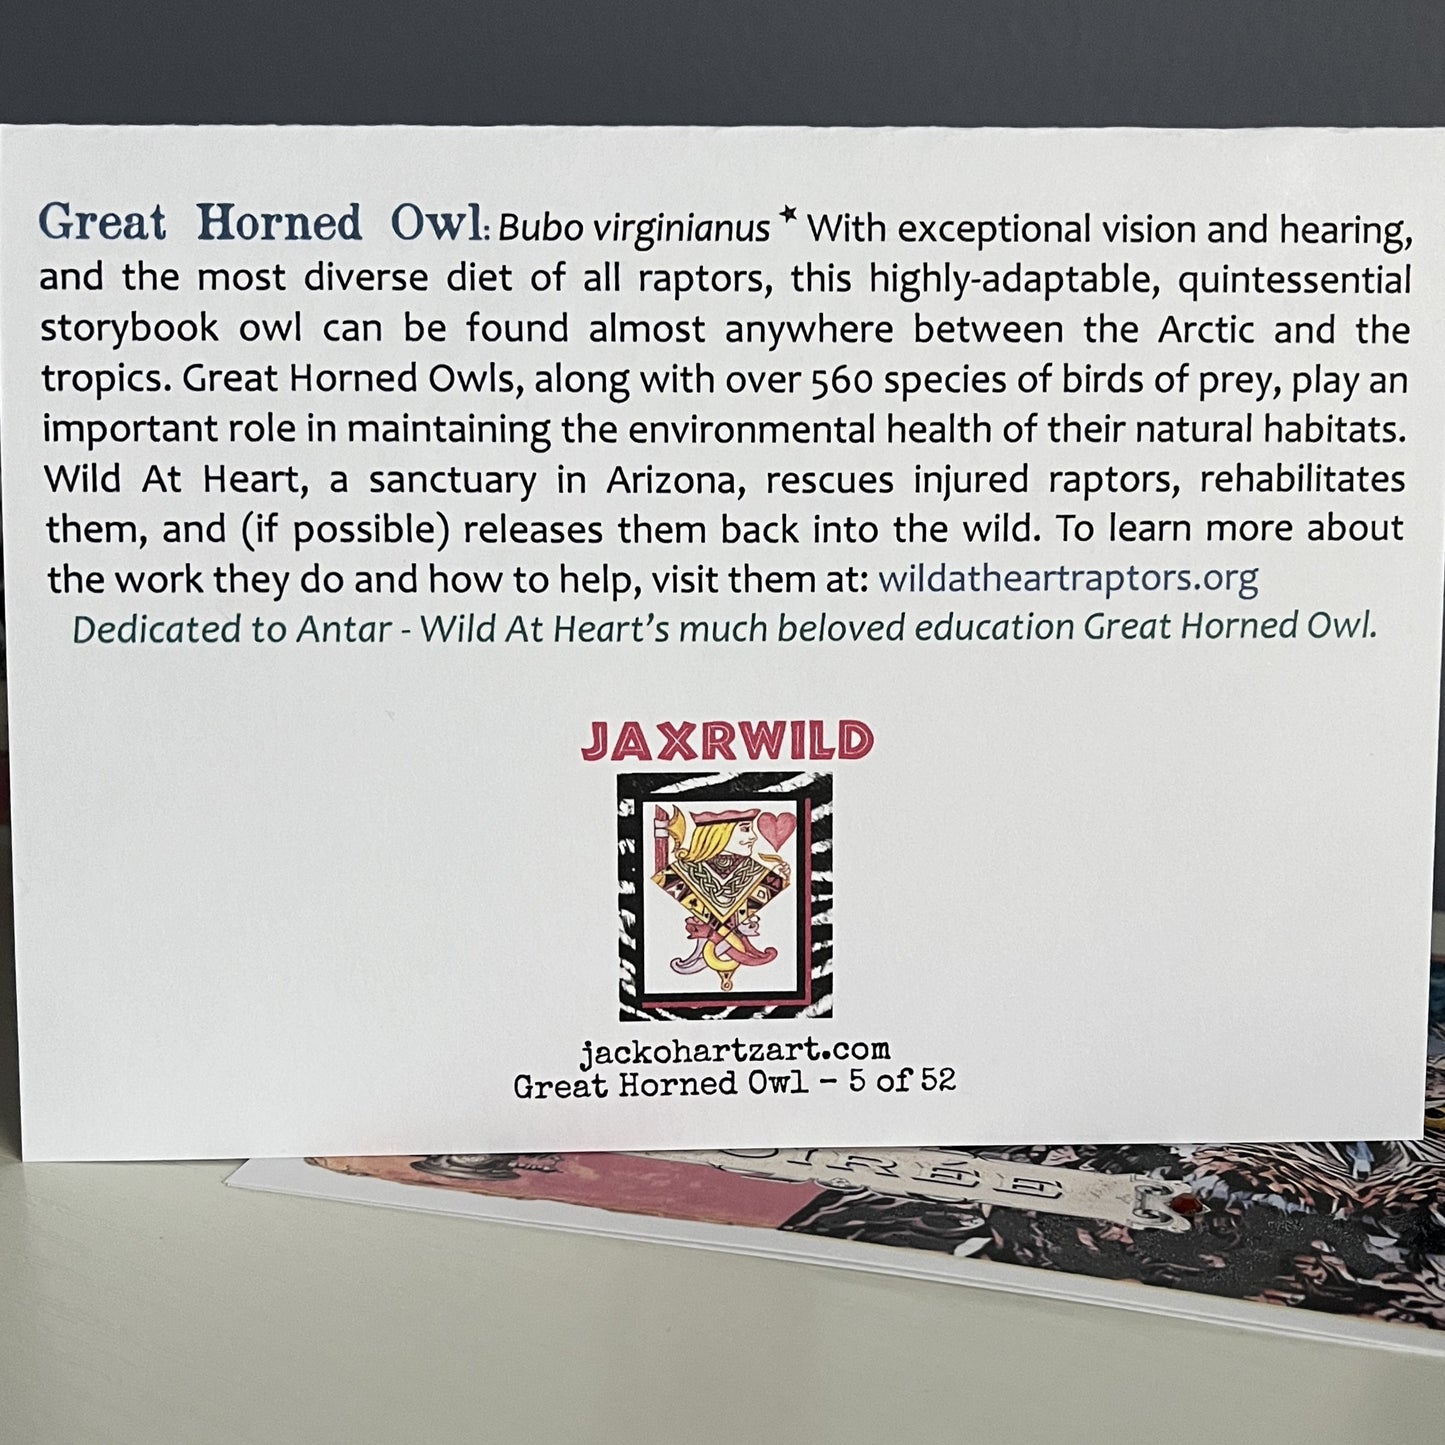 Great Horned Owl: Bubo virginianus ★ With exceptional vision and hearing,
and the most diverse diet of all raptors, this highly-adaptable, quintessential
storybook owl can be found almost anywhere between the Arctic and the
tropics. Great Horned Owls, along with over 560 species of birds of prey, play an
important role in maintaining the environmental health of their natural habitats.
Wild At Heart, a sanctuary in Arizona, rescues injured raptors, rehabilitates
them, and (if possible) releases them back into the wild. To learn more about
the work they do and how to help, visit them at: wildatheartraptors.org
Dedicated to Antar - Wild At Heart's much beloved education Great Horned Owl.
JAXRWILD
jackohartzart.com
Great Horned Owl - 5 of 52